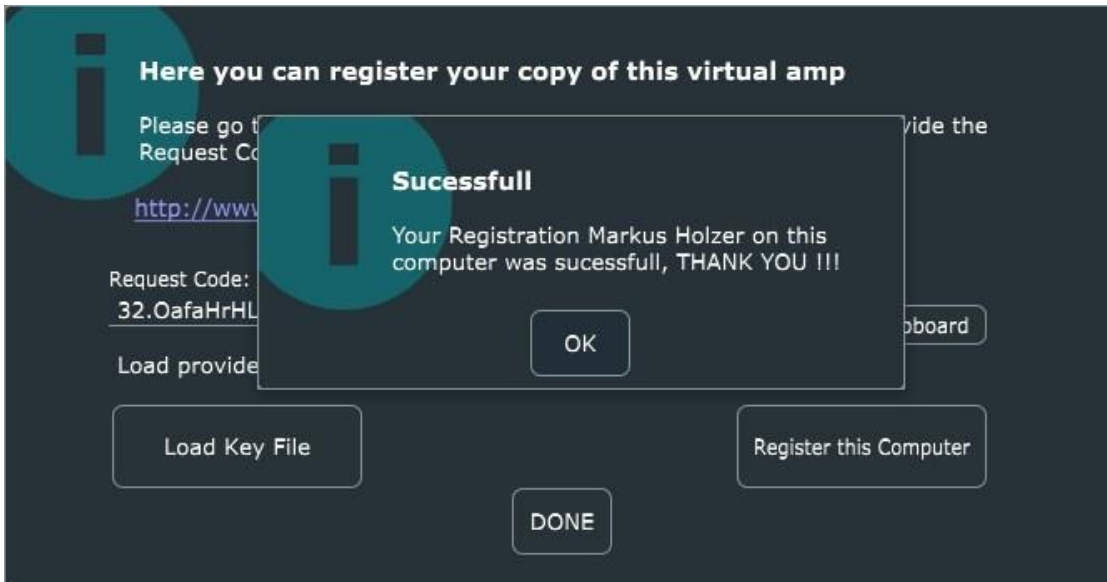 Here you can register your copy of this virtual amp
Please go t
vide the
Request Co
http://www
Sucessfull
Your Registration Markus Holzer on this
computer was sucessfull, THANK YOU !!!
OK
Request Code:
32.OafaHrHL
pboard
Load provide
Load Key File
Register this Computer
DONE